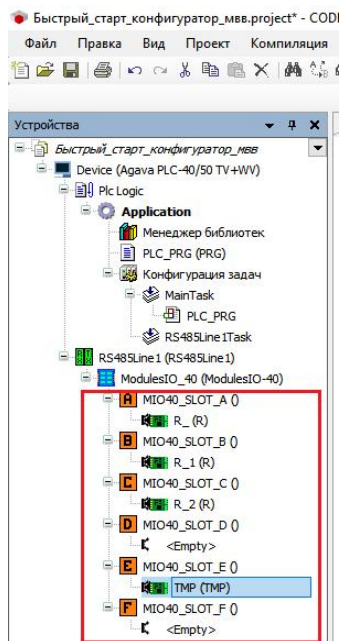 Быстрый_старт_конфигуратор_мвв.project* - COD
Файл Правка Вид Проект Компиляция
Устройства
Быстрый_старт_конфигуратор_мвв
Device (Agava PLC-40/50 TV+WV)
Plc Logic
Application
Менеджер библиотек
PLC_PRG (PRG)
Конфигурация задач
MainTask
PLC_PRG
RS485Line1Task
RS485Line1 (RS485Line1)
ModulesIO_40 (ModulesIO-40)
A MIO40_SLOT_A ()
R_ (R)
B MIO40_SLOT_B ()
R_1 (R)
C MIO40_SLOT_C ()
R_2 (R)
D MIO40_SLOT_D ()
<Empty>
E MIO40_SLOT_E ()
TMP (TMP)
F MIO40_SLOT_F ()
<Empty>